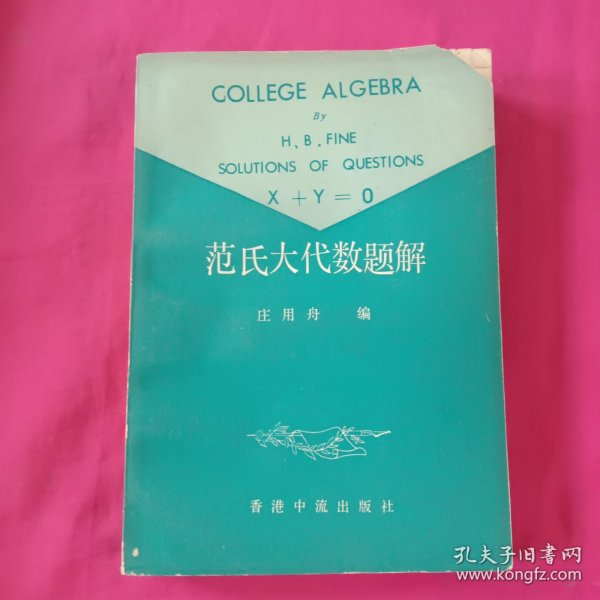 COLLEGE ALGEBRA
By
H、B．FINE
SOLUTIONS OF QUESTIONS
X + Y = 0
范氏大代数题解
庄用舟 编
香港中流出版社
孔夫子旧书网
www.kongfz.com